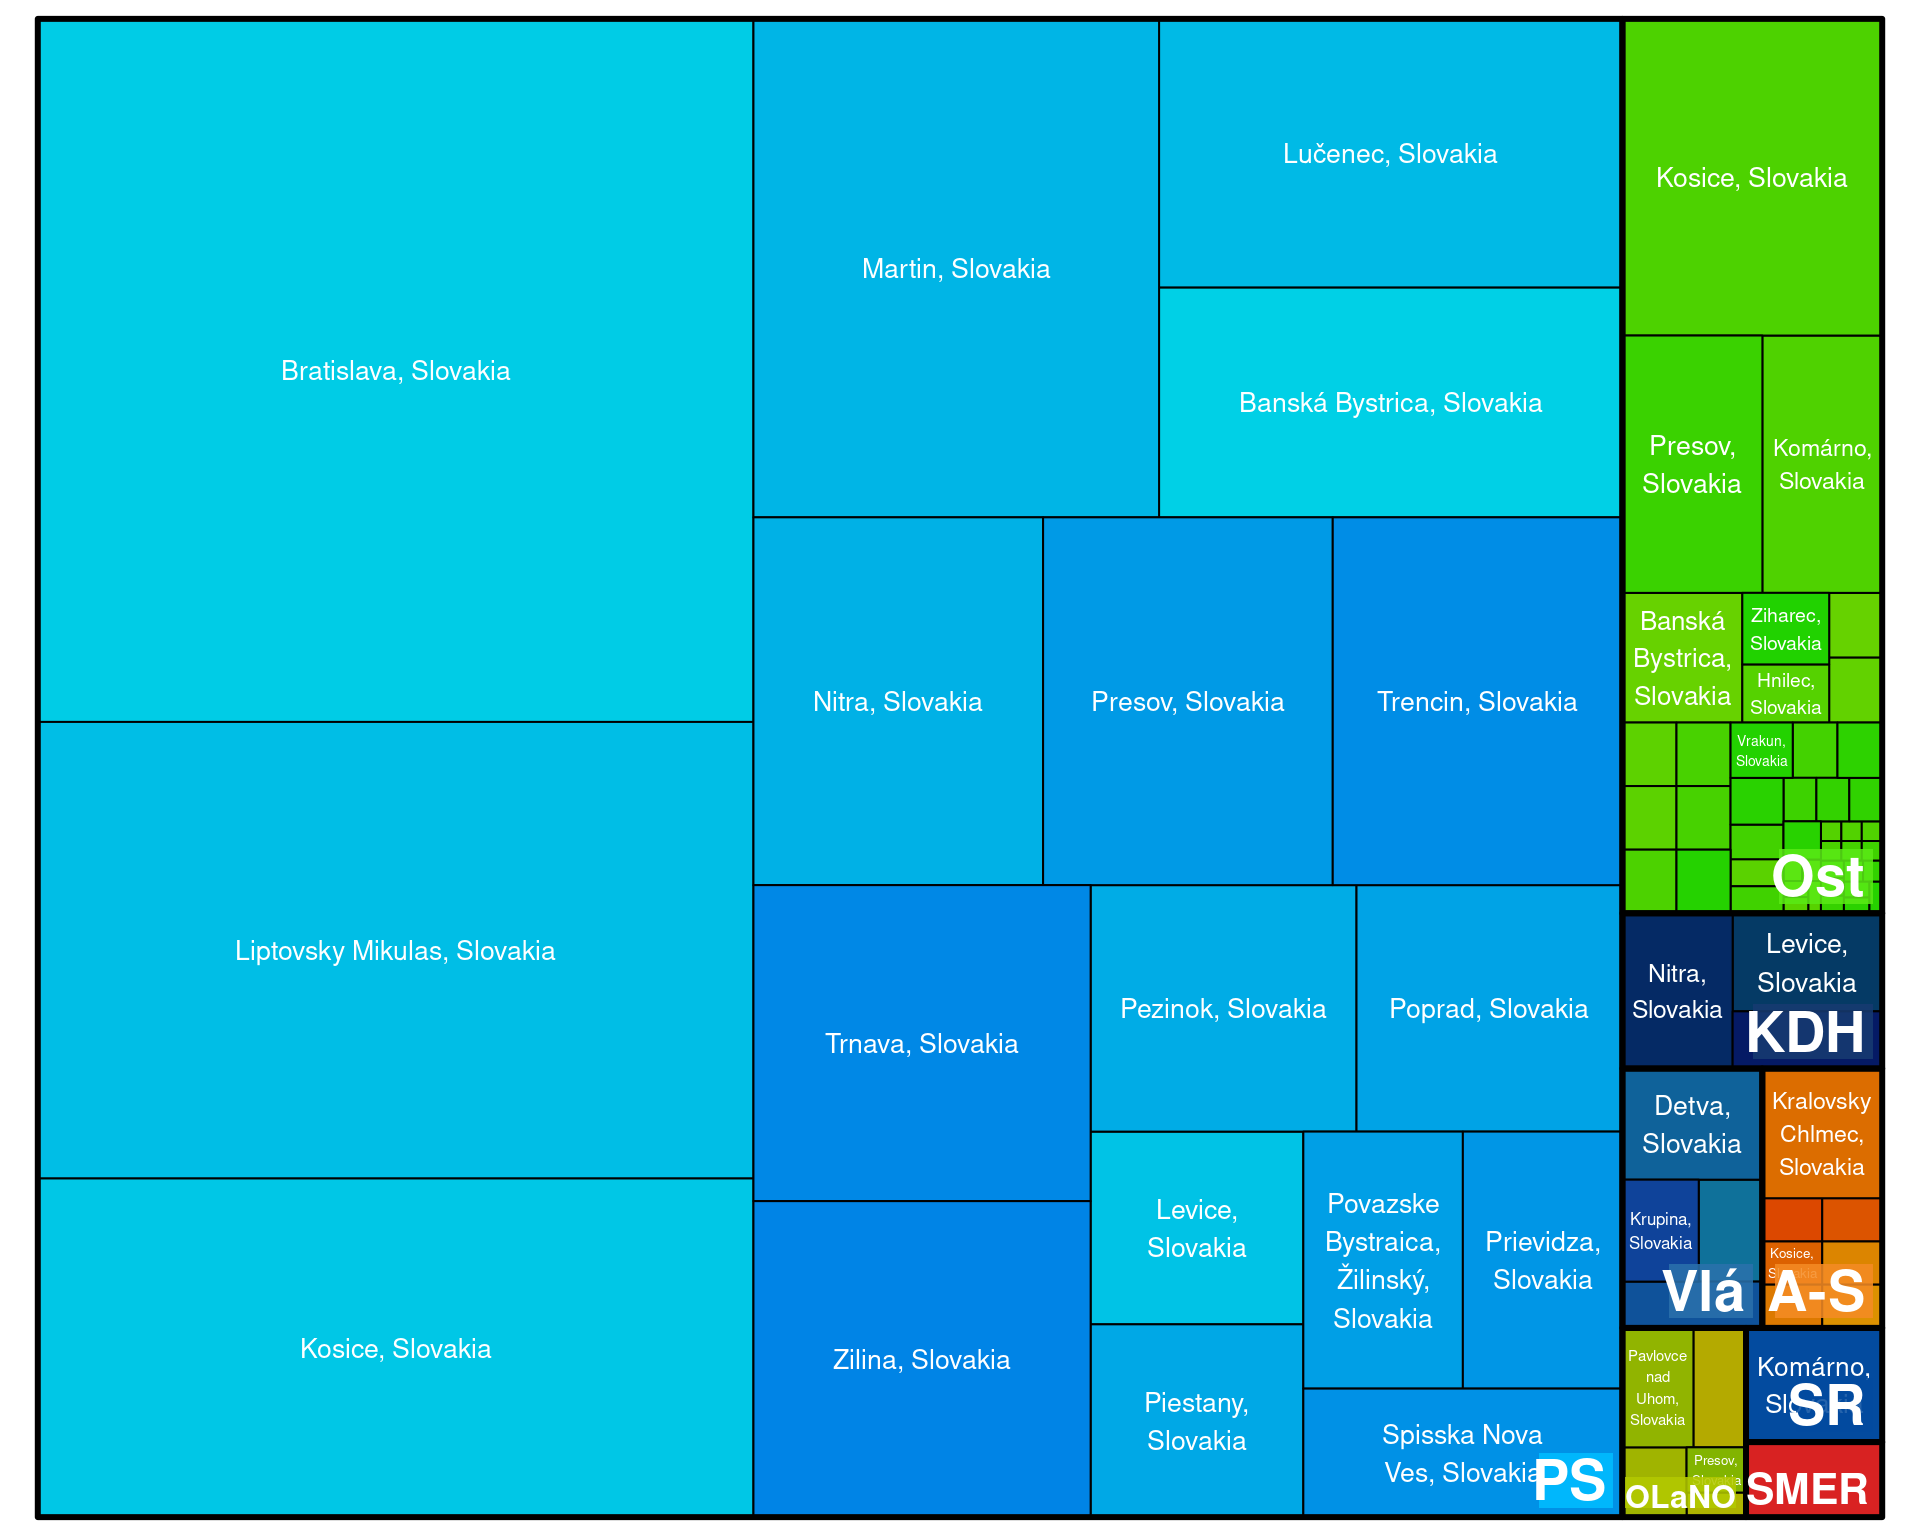 Bratislava, Slovakia
Liptovsky Mikulas, Slovakia
Kosice, Slovakia
Martin, Slovakia
Lučenec, Slovakia
Banská Bystrica, Slovakia
Nitra, Slovakia
Presov, Slovakia
Trencin, Slovakia
Trnava, Slovakia
Zilina, Slovakia
Pezinok, Slovakia
Poprad, Slovakia
Levice,
Slovakia
Piestany,
Slovakia
Povazske
Bystraica,
Žilinský,
Slovakia
Prievidza,
Slovakia
Spisska Nova
Ves, Slovakia
PS
Kosice, Slovakia
Presov,
Slovakia
Komárno,
Slovakia
Banská
Bystrica,
Slovakia
Ziharec,
Slovakia
Hnilec,
Slovakia
Vrakun,
Slovakia
Ost
Nitra,
Slovakia
Levice,
Slovakia
KDH
Detva,
Slovakia
Krupina,
Slovakia
Vlá
Kralovsky
Chlmec,
Slovakia
Kosice,
Slovakia
A-S
Pavlovce
nad
Uhom,
Slovakia
Presov,
Slovakia
OLaNO
Komárno,
SR
SMER